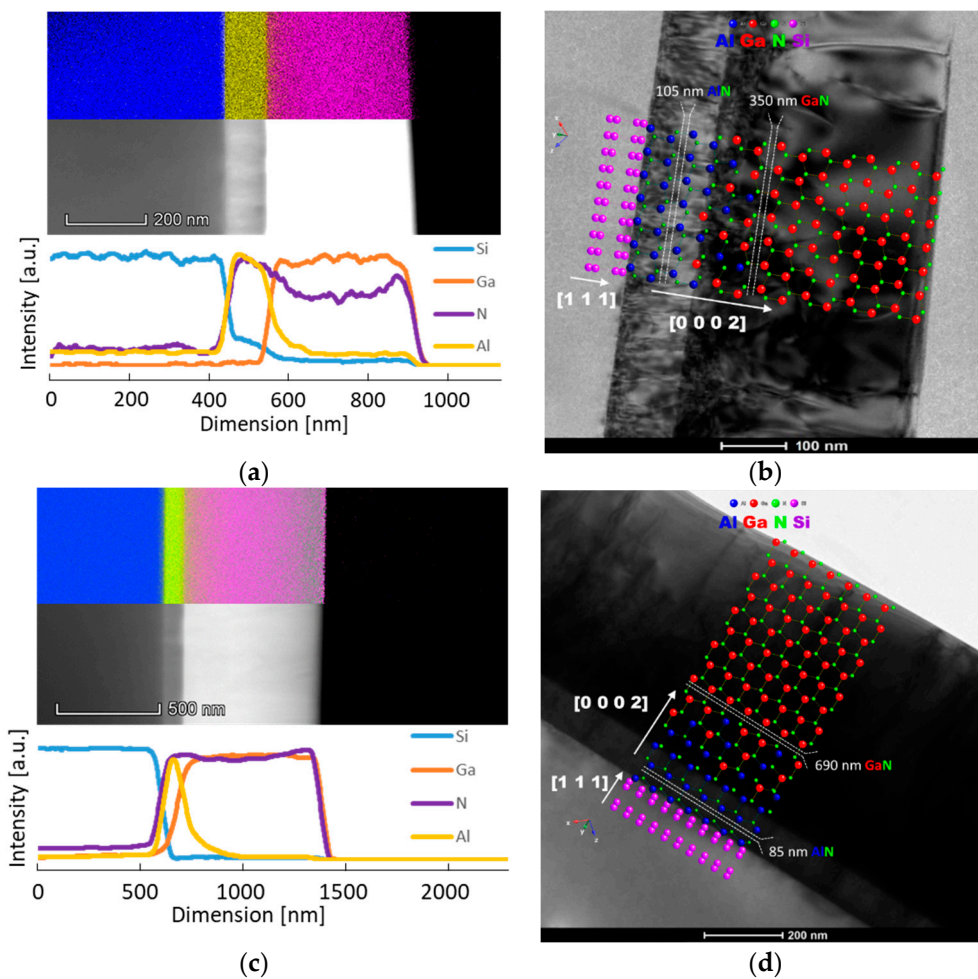 200 nm
Intensity [a.u.]
Si
Ga
N
Al
0 200 400 600 800 1000
Dimension [nm]
(a)
Al Ga N Si
105 nm AlN
350 nm GaN
[1 1 1]
[0 0 0 2]
100 nm
(b)
500 nm
Intensity [a.u.]
Si
Ga
N
Al
0 500 1000 1500 2000
Dimension [nm]
(c)
Al Ga N Si
[0 0 0 2]
690 nm GaN
[1 1 1]
x
y
z
85 nm AlN
200 nm
(d)